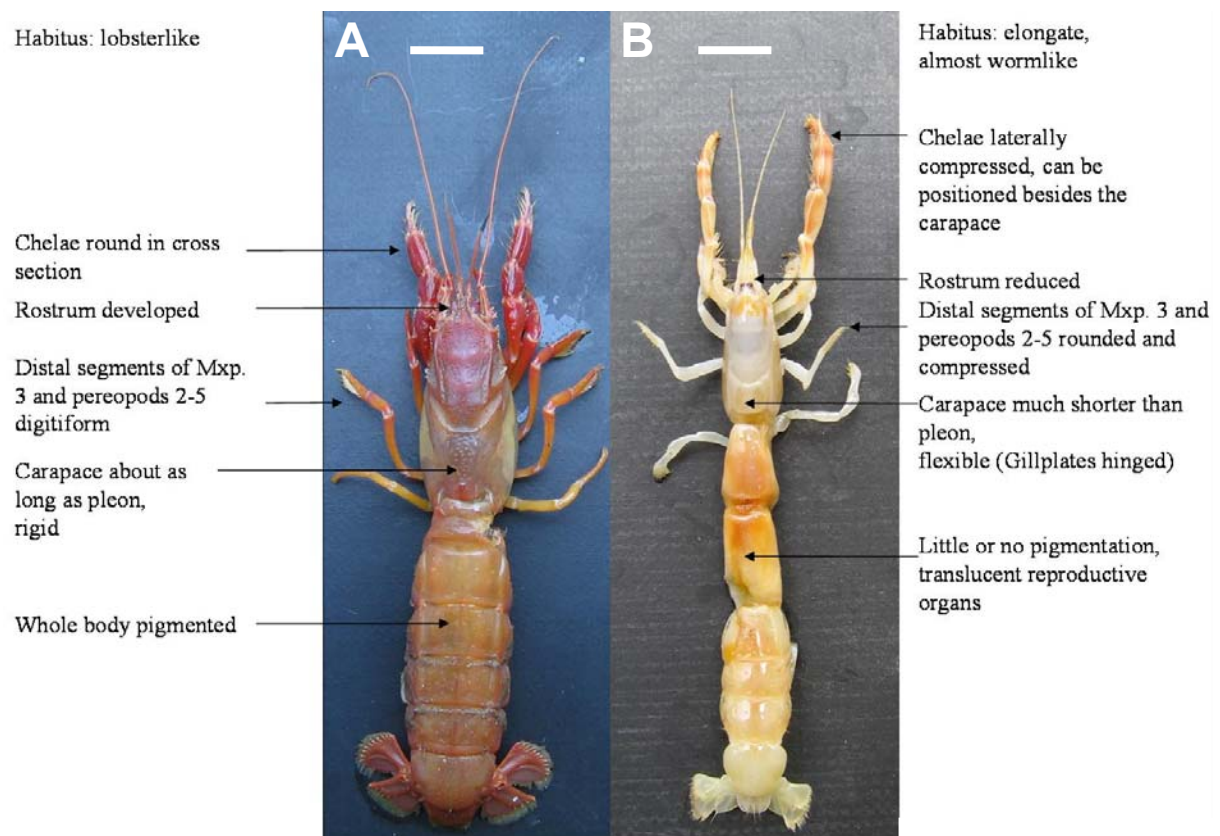 Habitus: lobsterlike
Chelae round in cross
section
Rostrum developed
Distal segments of Mxp.
3 and pereopods 2-5
digitiform
Carapace about as
long as pleon,
rigid
Whole body pigmented
A
B
Habitus: elongate,
almost wormlike
Chelae laterally
compressed, can be
positioned besides the
carapace
Rostrum reduced
Distal segments of Mxp. 3 and
pereopods 2-5 rounded and
compressed
Carapace much shorter than
pleon,
flexible (Gillplates hinged)
Little or no pigmentation,
translucent reproductive
organs